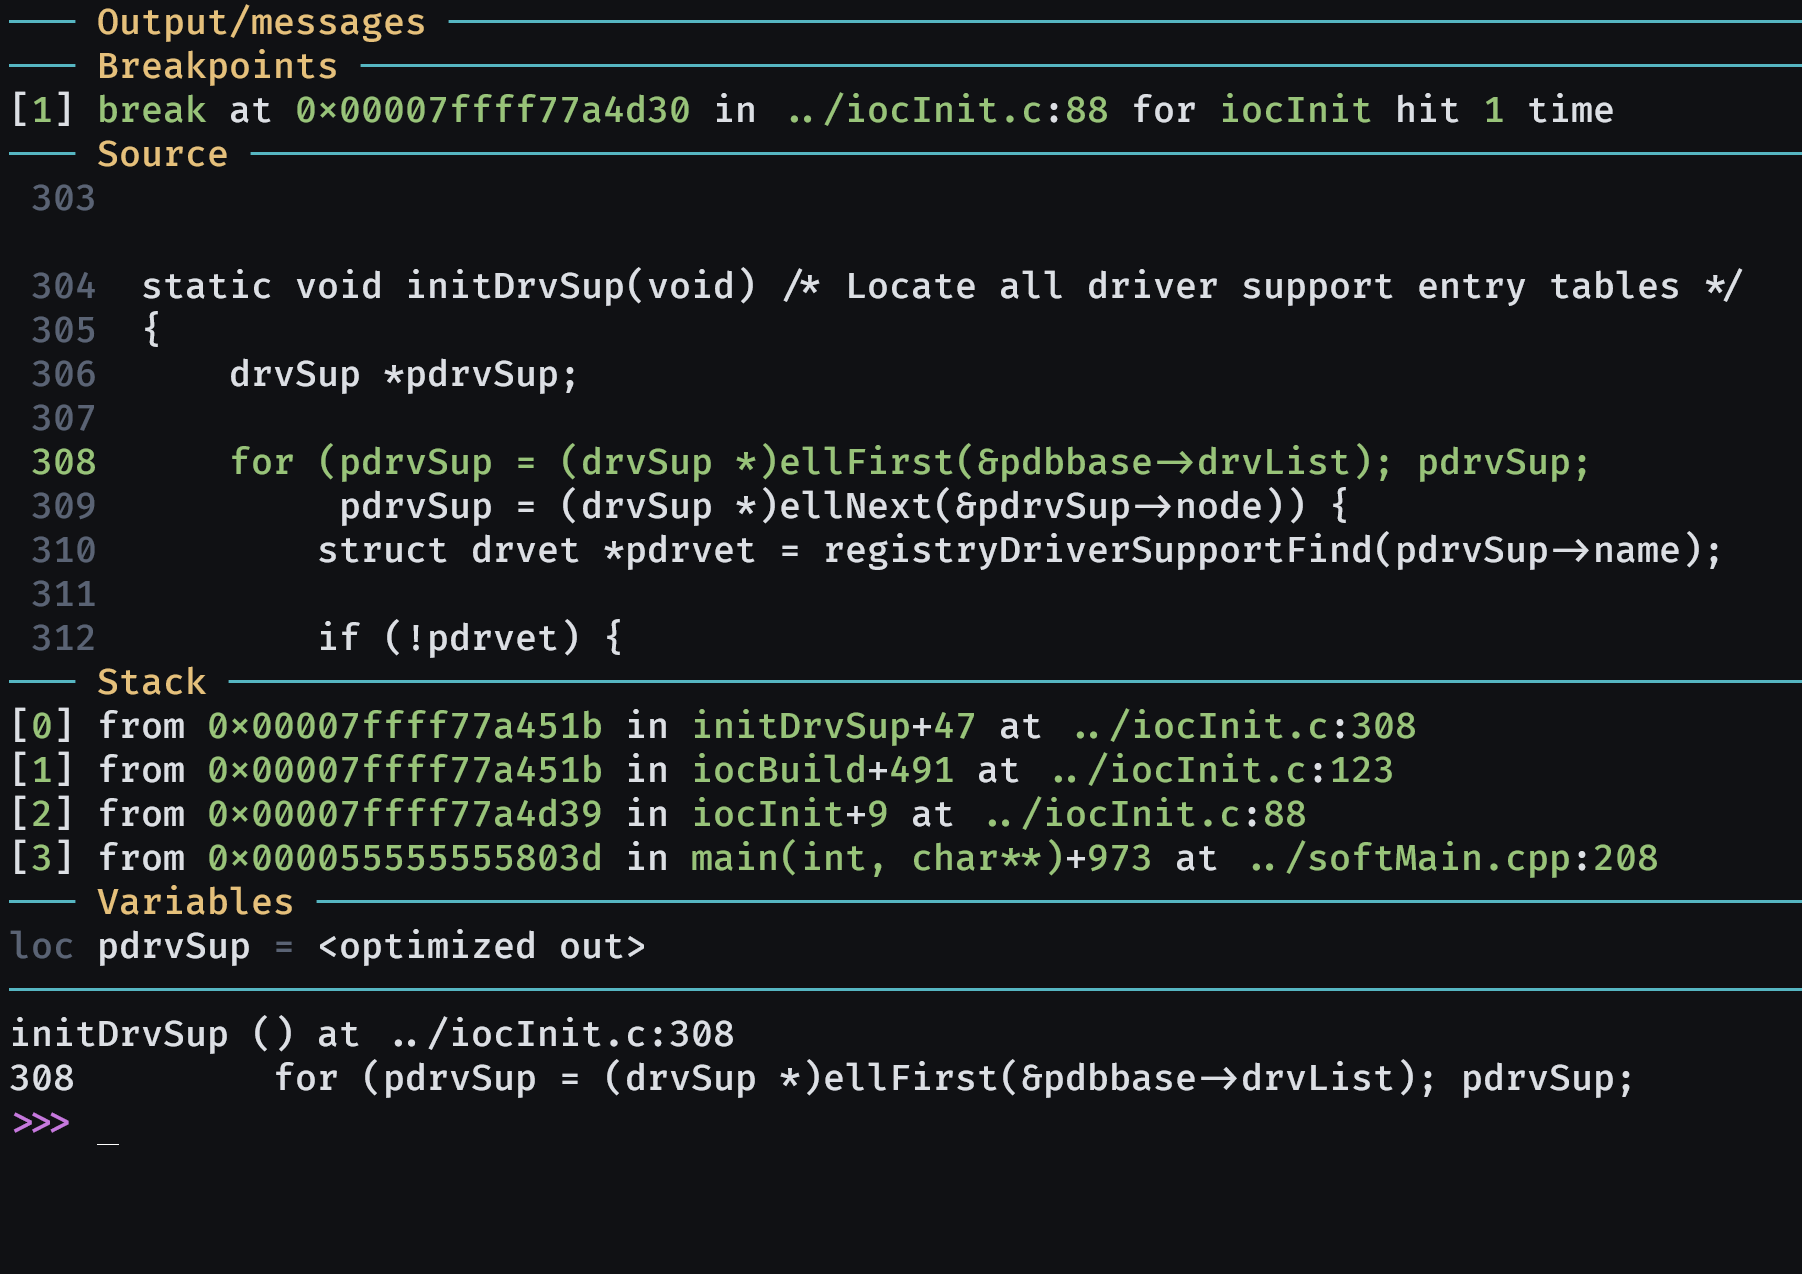 Output/messages
Breakpoints
[1] break at 0x00007ffff77a4d30 in ../iocInit.c:88 for iocInit hit 1 time
Source
303
304  static void initDrvSup(void) /* Locate all driver support entry tables */
305  {
306      drvSup *pdrvSup;
307
308      for (pdrvSup = (drvSup *)ellFirst(&pdbbase->drvList); pdrvSup;
309           pdrvSup = (drvSup *)ellNext(&pdrvSup->node)) {
310          struct drvet *pdrvet = registryDriverSupportFind(pdrvSup->name);
311
312          if (!pdrvet) {
Stack
[0] from 0x00007ffff77a451b in initDrvSup+47 at ../iocInit.c:308
[1] from 0x00007ffff77a451b in iocBuild+491 at ../iocInit.c:123
[2] from 0x00007ffff77a4d39 in iocInit+9 at ../iocInit.c:88
[3] from 0x000055555555803d in main(int, char**)+973 at ../softMain.cpp:208
Variables
loc pdrvSup = <optimized out>
initDrvSup () at ../iocInit.c:308
308         for (pdrvSup = (drvSup *)ellFirst(&pdbbase->drvList); pdrvSup;
>>> _